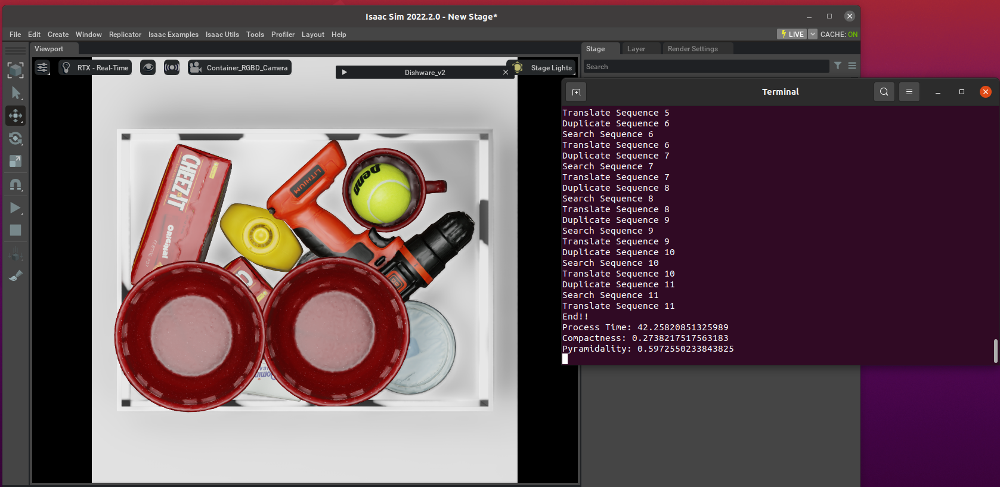 Isaac Sim 2022.2.0 - New Stage*
File Edit Create Window Replicator Isaac Examples Isaac Utils Tools Profiler Layout Help
LIVE CACHE: ON
Viewport
Stage Layer Render Settings
RTX - Real-Time
Container_RGBD_Camera
Dishware_v2
Stage Lights
Search
Terminal
Translate Sequence 5
Duplicate Sequence 6
Search Sequence 6
Translate Sequence 6
Duplicate Sequence 7
Search Sequence 7
Translate Sequence 7
Duplicate Sequence 8
Search Sequence 8
Translate Sequence 8
Duplicate Sequence 9
Search Sequence 9
Translate Sequence 9
Duplicate Sequence 10
Search Sequence 10
Translate Sequence 10
Duplicate Sequence 11
Search Sequence 11
Translate Sequence 11
End!!
Process Time: 42.25820851325989
Compactness: 0.2738217517563183
Pyramidality: 0.5972550233843825
CHEEZ-IT
ORIGINAL
LITHIUM
Penn